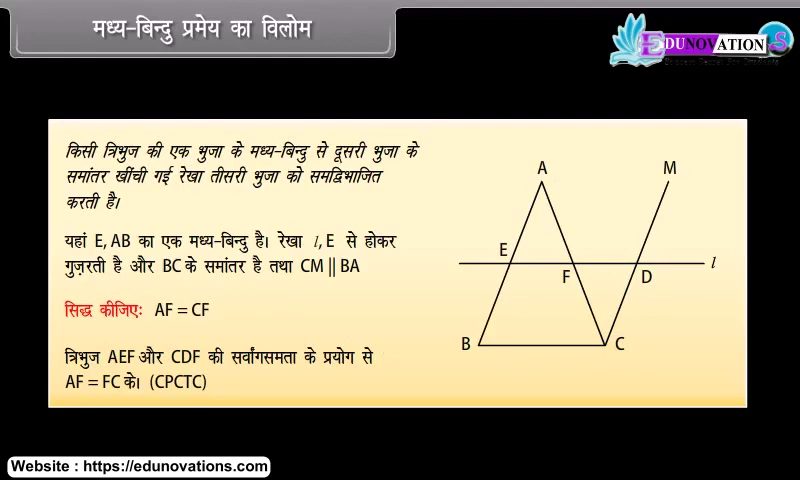 मध्य-बिन्दु प्रमेय का विलोम
EDUNOVATIONS
किसी त्रिभुज की एक भुजा के मध्य-बिन्दु से दूसरी भुजा के
समांतर खींची गई रेखा तीसरी भुजा को समद्विभाजित
करती है।
यहां E, AB का एक मध्य-बिन्दु है। रेखा l, E से होकर
गुज़रती है और BC के समांतर है तथा CM || BA
सिद्ध कीजिएः AF = CF
त्रिभुज AEF और CDF की सर्वांगसमता के प्रयोग से
AF = FC के। (CPCTC)
A M
E F D l
B C
Website : https://edunovations.com